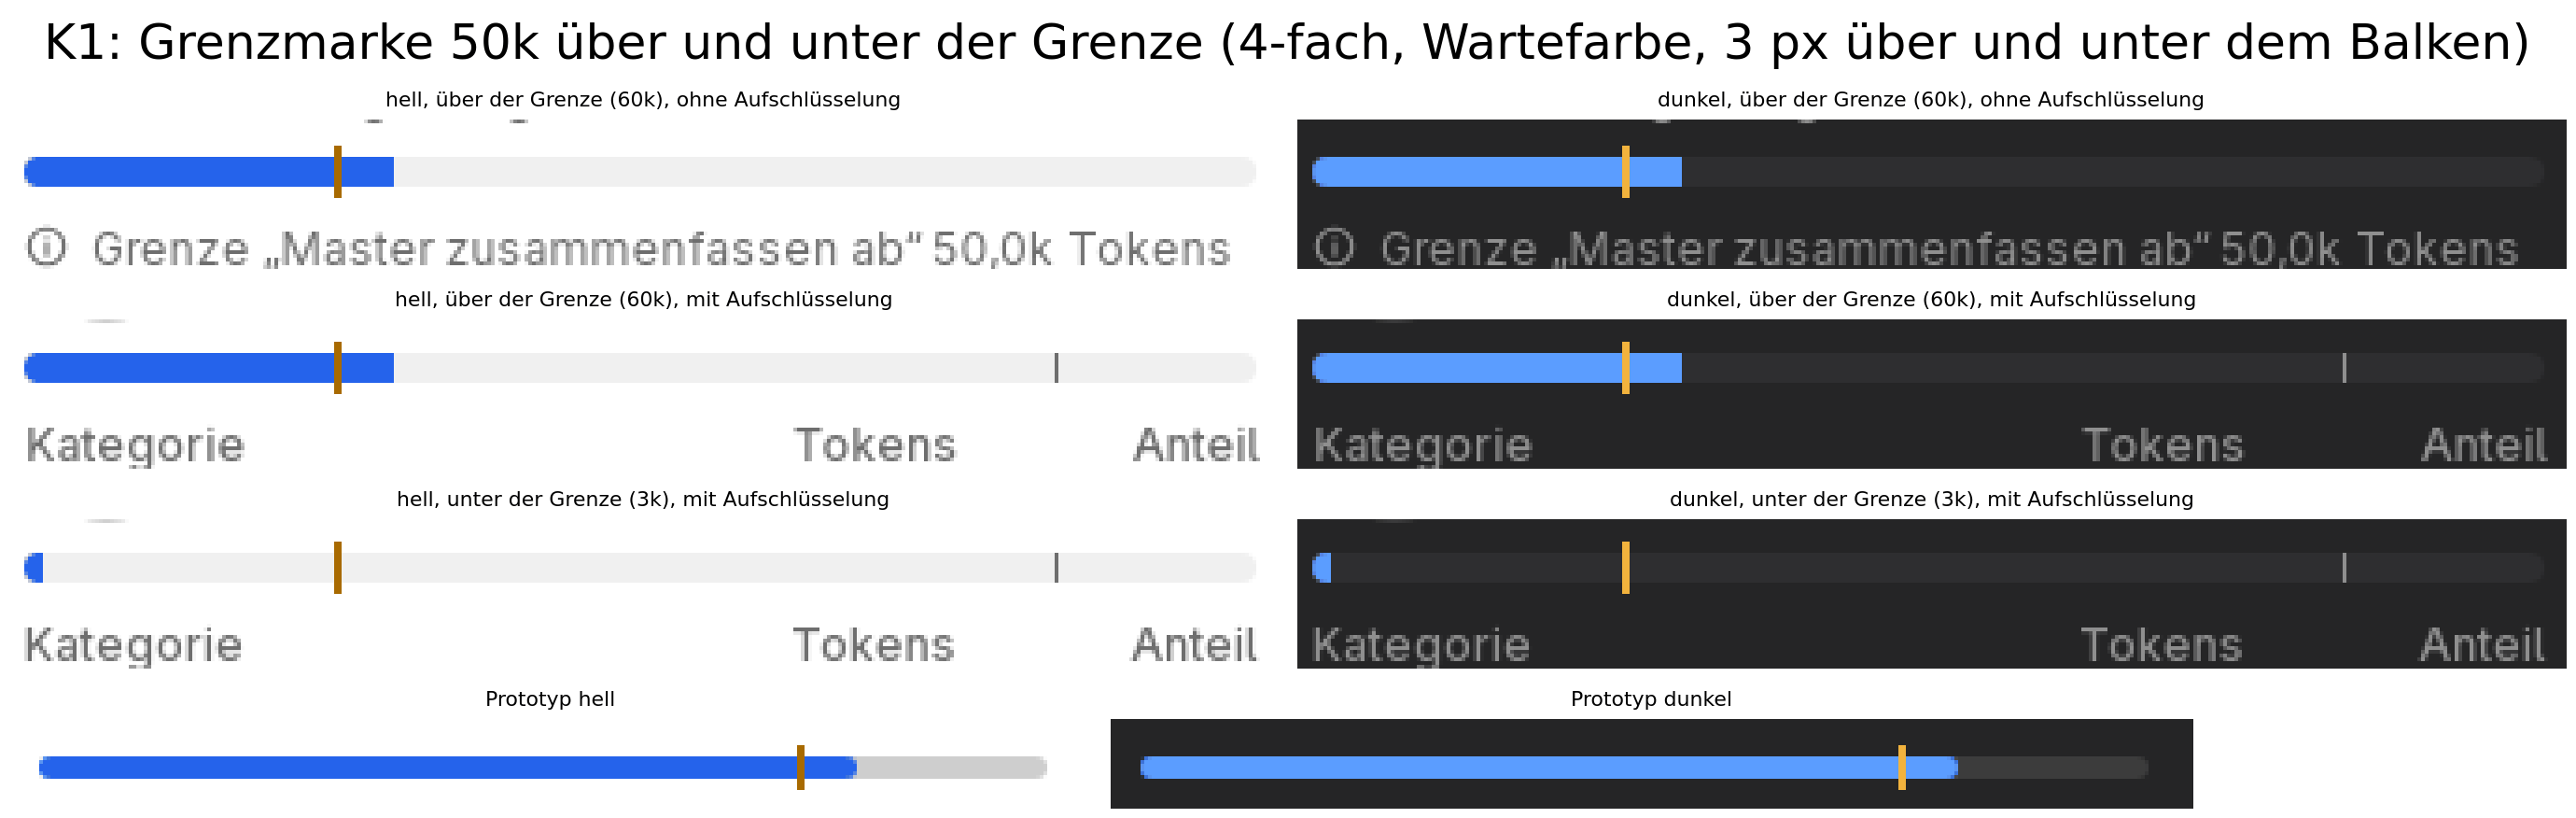 K1: Grenzmarke 50k über und unter der Grenze (4-fach, Wartefarbe, 3 px über und unter dem Balken)
hell, über der Grenze (60k), ohne Aufschlüsselung
dunkel, über der Grenze (60k), ohne Aufschlüsselung
Grenze „Master zusammenfassen ab“ 50,0k Tokens
Grenze „Master zusammenfassen ab“ 50,0k Tokens
hell, über der Grenze (60k), mit Aufschlüsselung
dunkel, über der Grenze (60k), mit Aufschlüsselung
Kategorie Tokens Anteil
Kategorie Tokens Anteil
hell, unter der Grenze (3k), mit Aufschlüsselung
dunkel, unter der Grenze (3k), mit Aufschlüsselung
Kategorie Tokens Anteil
Kategorie Tokens Anteil
Prototyp hell
Prototyp dunkel